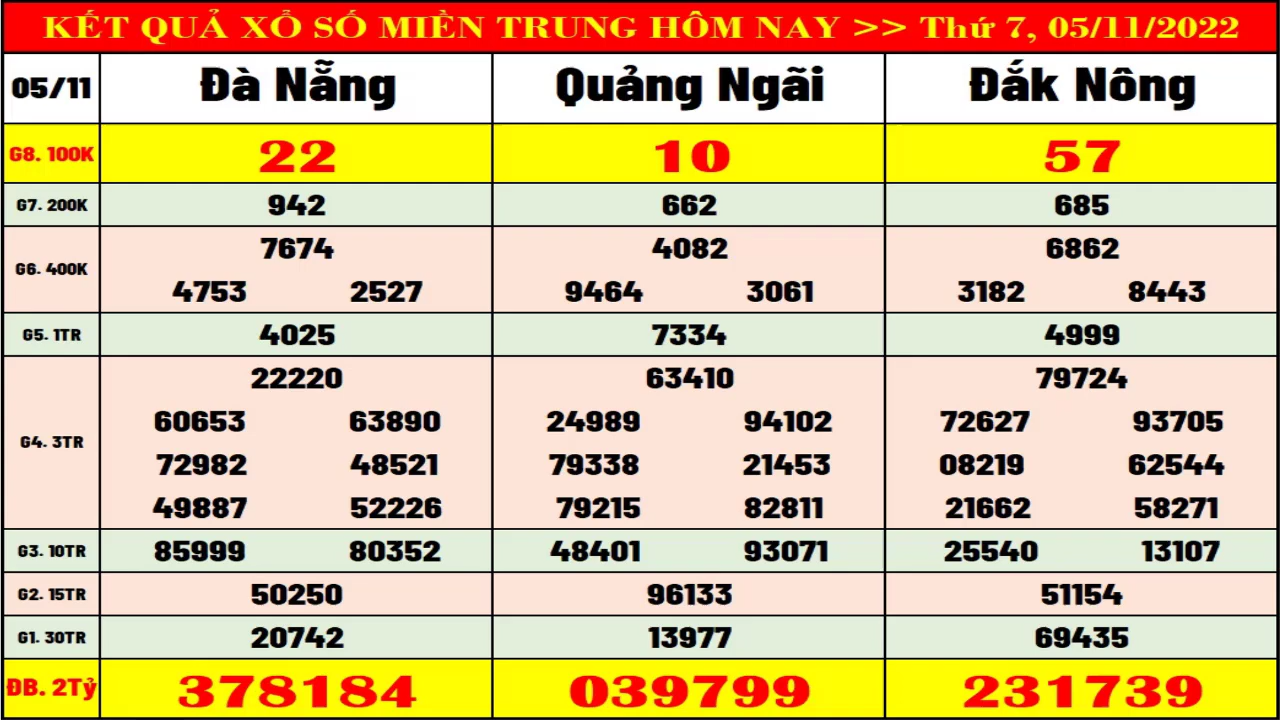 KẾT QUẢ XỔ SỐ MIỀN TRUNG HÔM NAY >> Thứ 7, 05/11/2022
05/11 Đà Nẵng Quảng Ngãi Đắk Nông
G8. 100K 22 10 57
G7. 200K 942 662 685
7674 4082 6862
G6. 400K
4753 2527 9464 3061 3182 8443
G5. 1TR 4025 7334 4999
22220 63410 79724
60653 63890 24989 94102 72627 93705
G4. 3TR
72982 48521 79338 21453 08219 62544
49887 52226 79215 82811 21662 58271
G3. 10TR 85999 80352 48401 93071 25540 13107
G2. 15TR 50250 96133 51154
G1. 30TR 20742 13977 69435
ĐB. 2Tỷ 378184 039799 231739